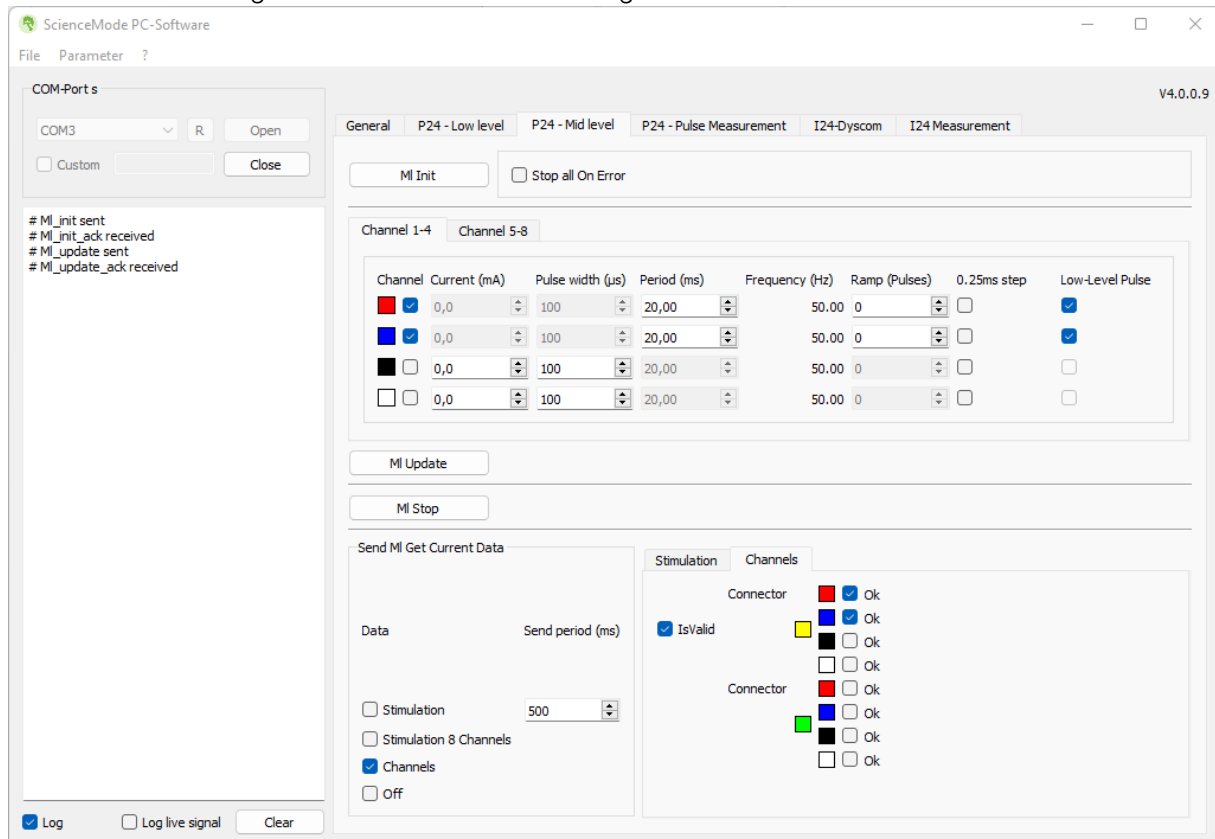 ScienceMode PC-Software
File Parameter ?
COM-Port s
V4.0.0.9
COM3 R Open
Custom Close
# Ml_init sent
# Ml_init_ack received
# Ml_update sent
# Ml_update_ack received
Log Log live signal Clear
General P24 - Low level P24 - Mid level P24 - Pulse Measurement I24-Dyscom I24 Measurement
Ml Init Stop all On Error
Channel 1-4 Channel 5-8
Channel Current (mA) Pulse width (µs) Period (ms) Frequency (Hz) Ramp (Pulses) 0.25ms step Low-Level Pulse
0,0 100 20,00 50.00 0
0,0 100 20,00 50.00 0
0,0 100 20,00 50.00 0
0,0 100 20,00 50.00 0
Ml Update
Ml Stop
Send Ml Get Current Data
Data Send period (ms)
Stimulation 500
Stimulation 8 Channels
Channels
Off
Stimulation Channels
Connector Ok
Ok
IsValid
Ok
Ok
Connector Ok
Ok
Ok
Ok